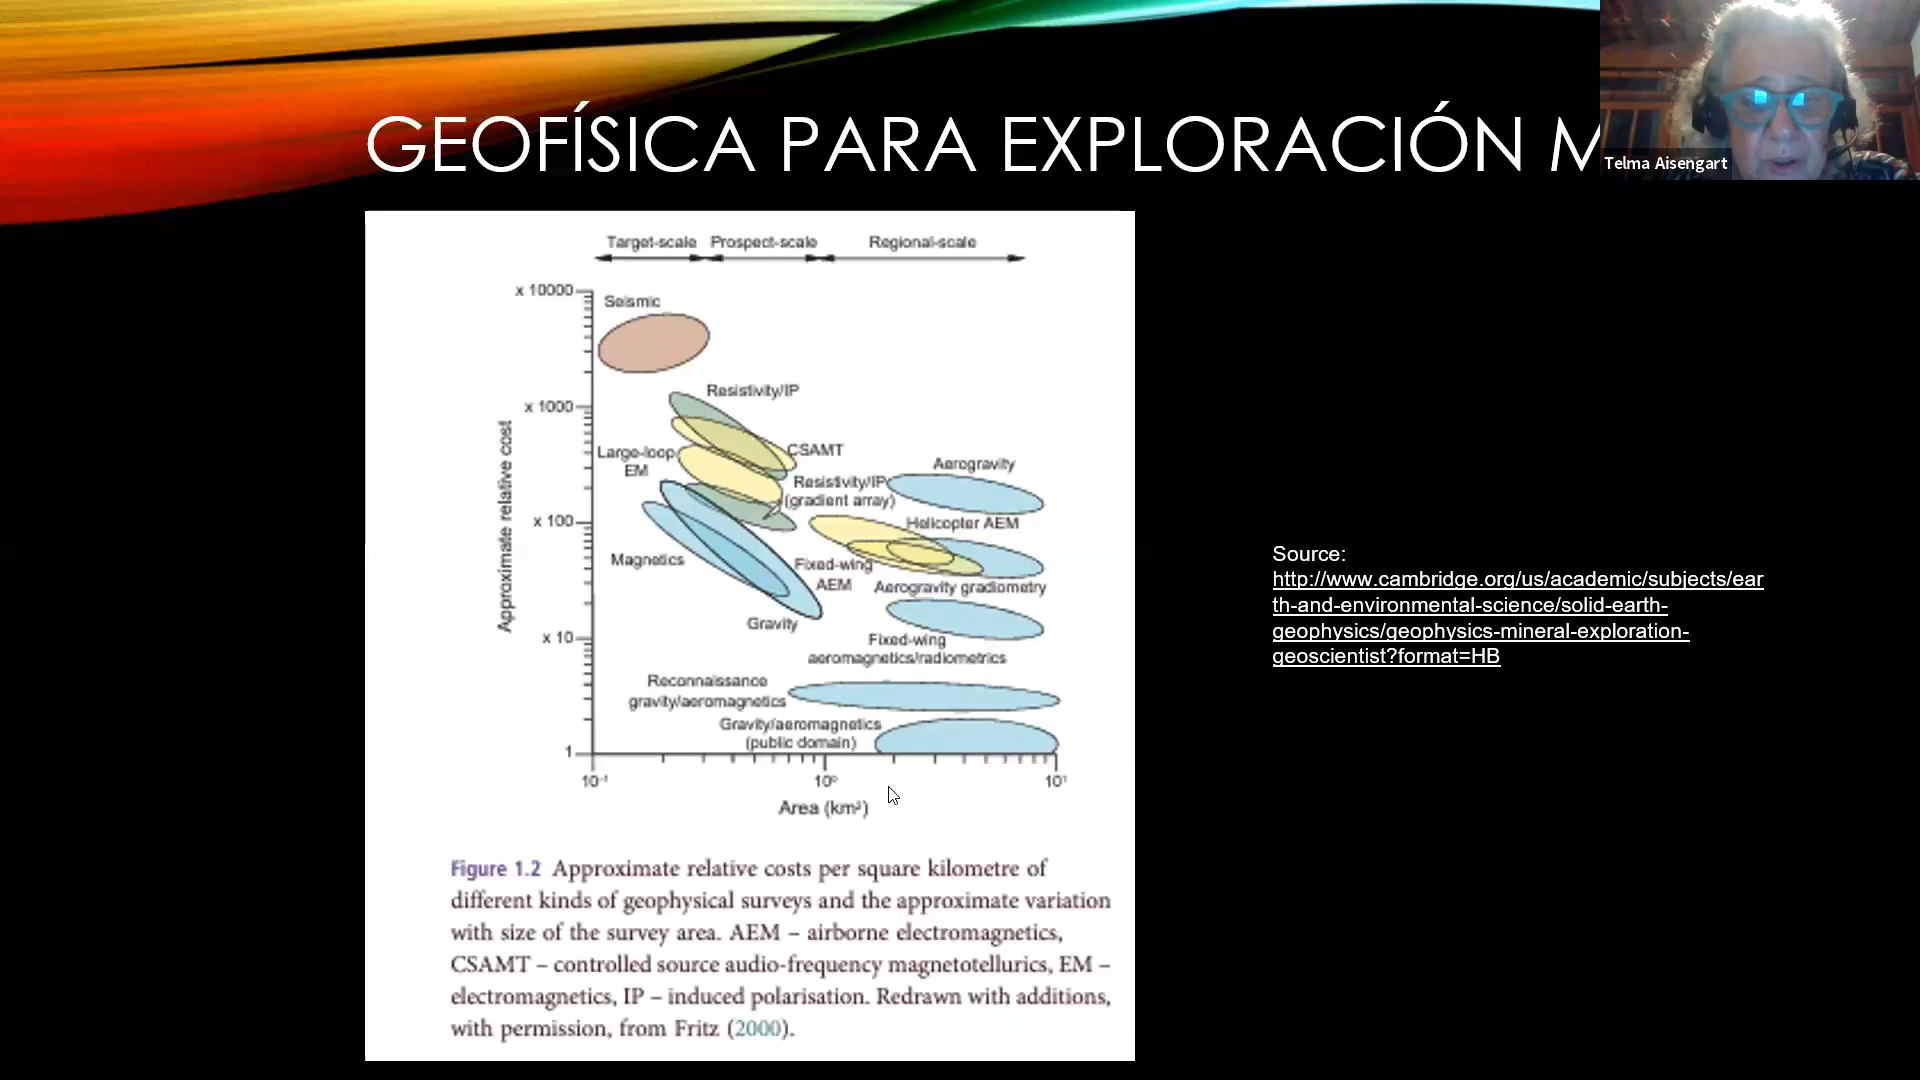 GEOFÍSICA PARA EXPLORACIÓN M
Telma Aisengart
Target-scale Prospect-scale Regional-scale
x 10000
Seismic
Resistivity/IP
x 1000
CSAMT
Large-loop
EM
Aerogravity
Resistivity/IP
(gradient array)
x 100
Helicopter AEM
Magnetics
Fixed-wing
AEM
Aerogravity gradiometry
Gravity
x 10
Fixed-wing
aeromagnetics/radiometrics
Reconnaissance
gravity/aeromagnetics
Gravity/aeromagnetics
(public domain)
1
Approximate relative cost
10⁻¹ 10⁰ 10¹
Area (km²)
Figure 1.2 Approximate relative costs per square kilometre of
different kinds of geophysical surveys and the approximate variation
with size of the survey area. AEM – airborne electromagnetics,
CSAMT – controlled source audio-frequency magnetotellurics, EM –
electromagnetics, IP – induced polarisation. Redrawn with additions,
with permission, from Fritz (2000).
Source:
http://www.cambridge.org/us/academic/subjects/ear
th-and-environmental-science/solid-earth-
geophysics/geophysics-mineral-exploration-
geoscientist?format=HB